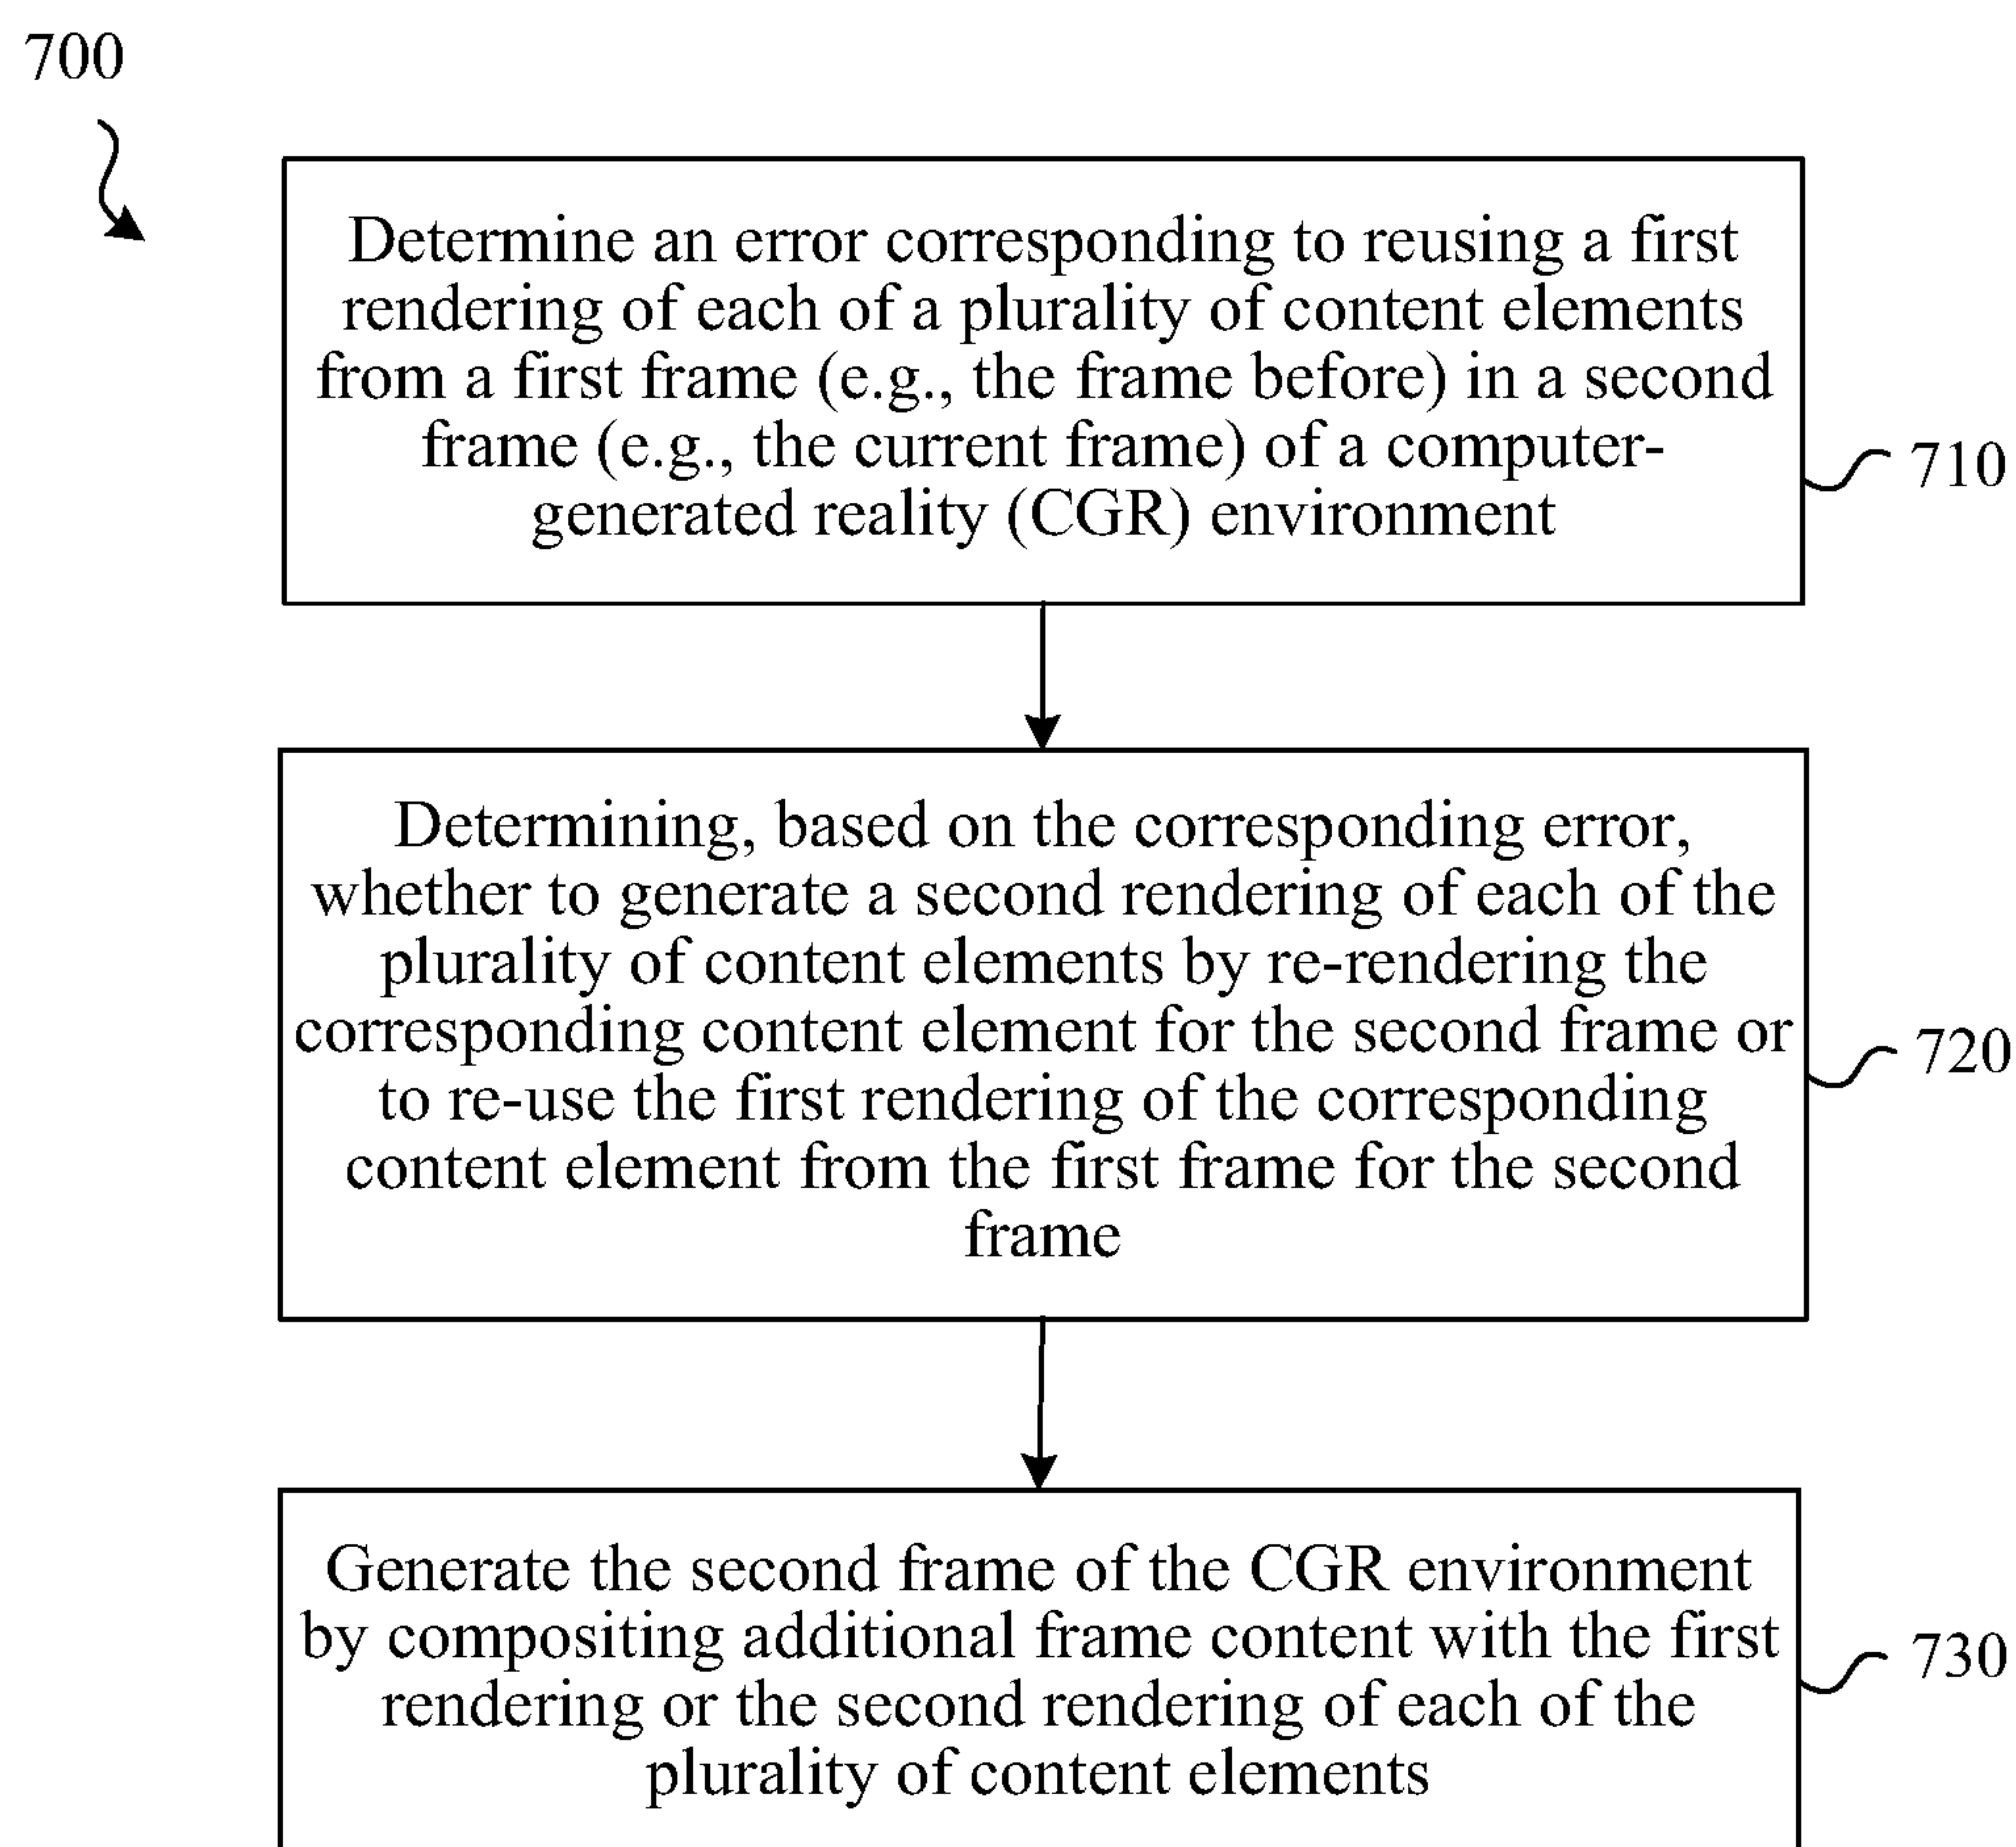 700
Determine an error corresponding to reusing a first
rendering of each of a plurality of content elements
from a first frame (e.g., the frame before) in a second
frame (e.g., the current frame) of a computer-
generated reality (CGR) environment
710
Determining, based on the corresponding error,
whether to generate a second rendering of each of the
plurality of content elements by re-rendering the
corresponding content element for the second frame or
to re-use the first rendering of the corresponding
content element from the first frame for the second
frame
720
Generate the second frame of the CGR environment
by compositing additional frame content with the first
rendering or the second rendering of each of the
plurality of content elements
730